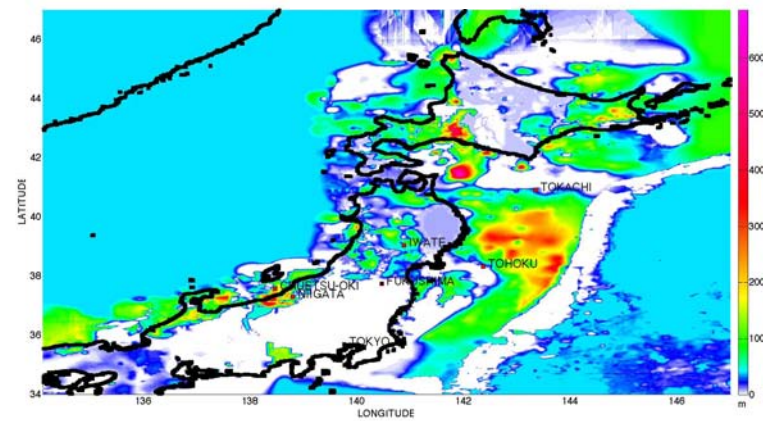 46
44
42
40
38
36
34
LATITUDE
136
138
140
142
144
146
LONGITUDE
TOKACHI
IWATE
TOHOKU
FUKUSHIMA
CHUETSU-OKI
NIIGATA
TOKYO
600
500
400
300
200
100
0
m